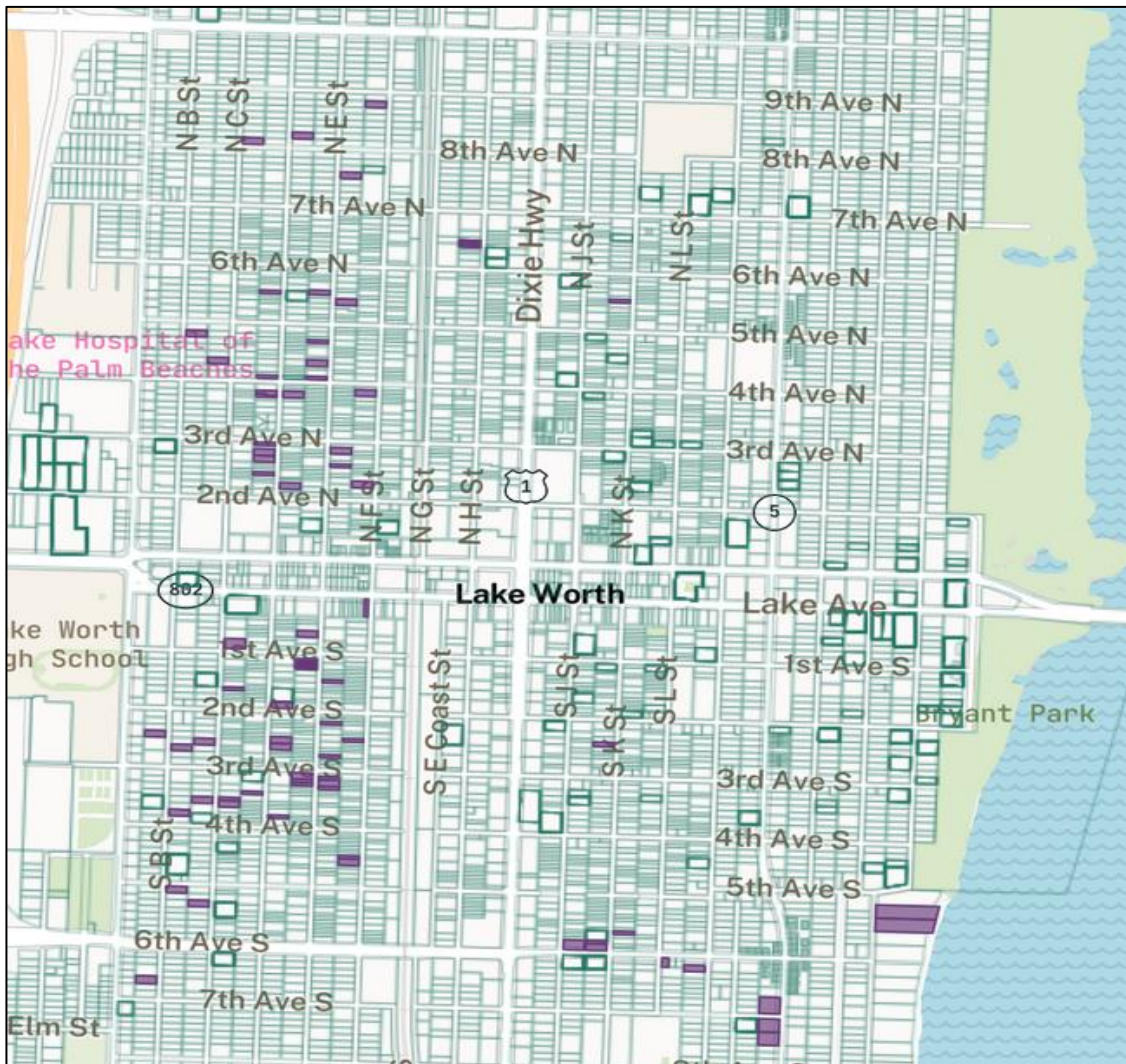 N B St
N C St
N E St
9th Ave N
8th Ave N
8th Ave N
7th Ave N
7th Ave N
Dixie Hwy
N J St
N L St
6th Ave N
6th Ave N
5th Ave N
ake Hospital of
he Palm Beaches
4th Ave N
3rd Ave N
3rd Ave N
2nd Ave N
N F St
N G St
N H St
1
N K St
5
802
Lake Worth
Lake Ave
ke Worth
gh School
1st Ave S
1st Ave S
S E Coast St
S J St
S K St
S L St
2nd Ave S
Bryant Park
3rd Ave S
3rd Ave S
4th Ave S
4th Ave S
S B St
5th Ave S
6th Ave S
7th Ave S
Elm St